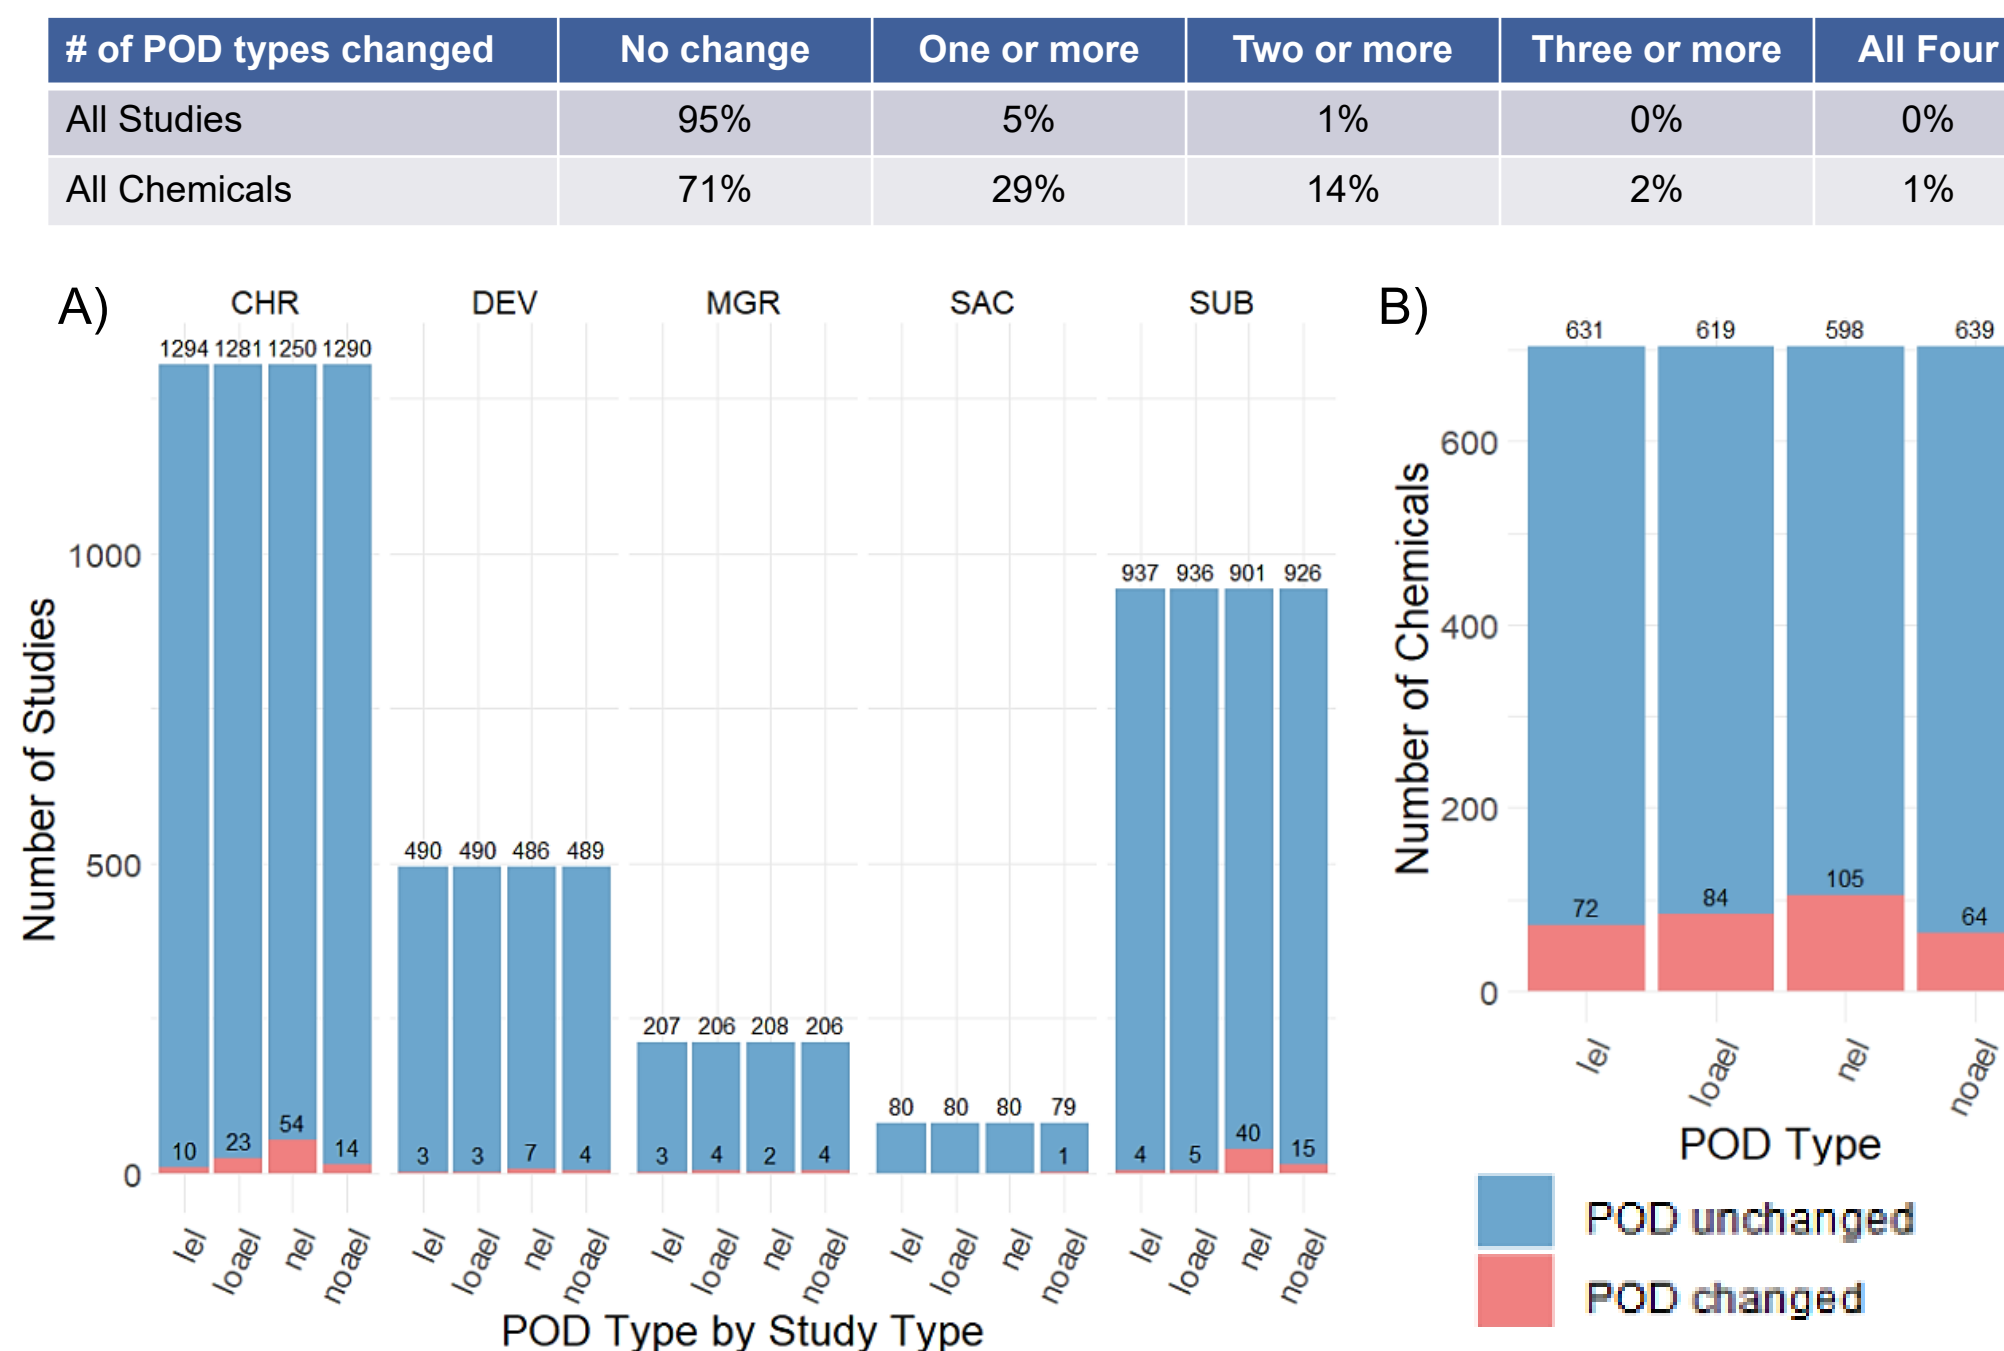 # of POD types changed No change One or more Two or more Three or more All Four
All Studies 95% 5% 1% 0% 0%
All Chemicals 71% 29% 14% 2% 1%
A)
CHR DEV MGR SAC SUB
1294 1281 1250 1290
937 936 901 926
490 490 486 489
207 206 208 206
80 80 80 79
10 23 54 14
3 3 7 4
3 4 2 4
1
4 5 40 15
Number of Studies
1000
500
0
lel loael nel noael lel loael nel noael lel loael nel noael lel loael nel noael lel loael nel noael
POD Type by Study Type
B)
631 619 598 639
72 84 105 64
Number of Chemicals
600
400
200
0
lel loael nel noael
POD Type
POD unchanged
POD changed